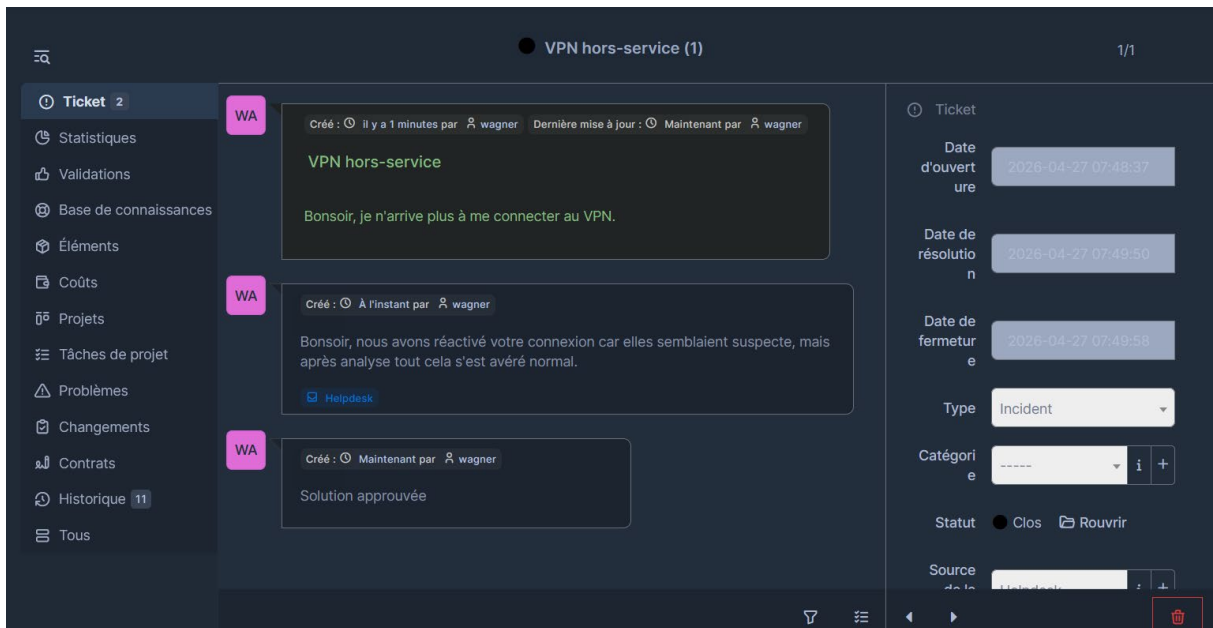 VPN hors-service (1)
1/1
Ticket 2
Statistiques
Validations
Base de connaissances
Éléments
Coûts
Projets
Tâches de projet
Problèmes
Changements
Contrats
Historique 11
Tous
WA
Créé : il y a 1 minutes par wagner Dernière mise à jour : Maintenant par wagner
VPN hors-service
Bonsoir, je n'arrive plus à me connecter au VPN.
WA
Créé : À l'instant par wagner
Bonsoir, nous avons réactivé votre connexion car elles semblaient suspecte, mais
après analyse tout cela s'est avéré normal.
Helpdesk
WA
Créé : Maintenant par wagner
Solution approuvée
Ticket
Date
d'ouvert
ure
2026-04-27 07:48:37
Date de
résolutio
n
2026-04-27 07:49:50
Date de
fermetur
e
2026-04-27 07:49:58
Type
Incident
Catégori
e
-----
i +
Statut
Clos Rouvrir
Source
de la
Helpdesk
i +